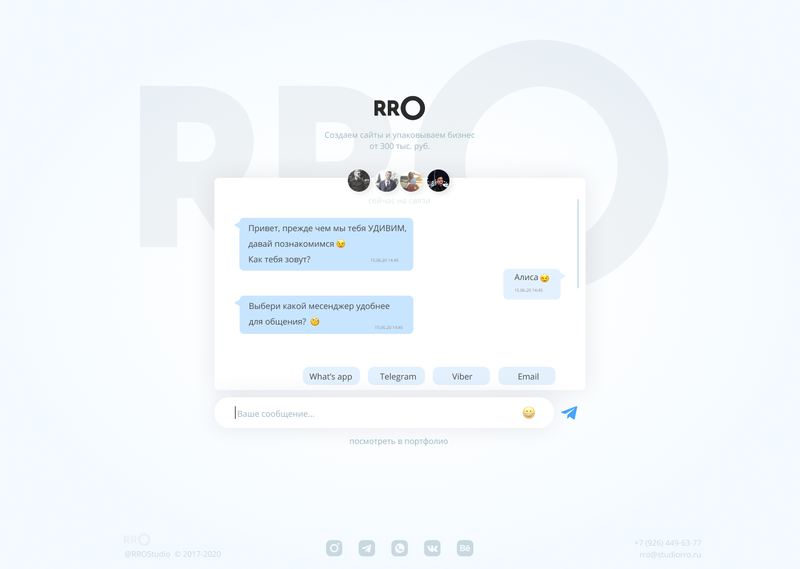 RRO
RRO
Создаем сайты и упаковываем бизнес
от 300 тыс. руб.
сейчас на связи
Привет, прежде чем мы тебя УДИВИМ,
давай познакомимся 😉
Как тебя зовут?
15.06.20 14:45
Алиса 😉
15.06.20 14:45
Выбери какой месенджер удобнее
для общения? 🧐
15.06.20 14:45
What's app
Telegram
Viber
Email
Ваше сообщение...
посмотреть в портфолио
RRO
@RROStudio © 2017-2020
Bē
+7 (926) 449-63-77
rro@studiorro.ru